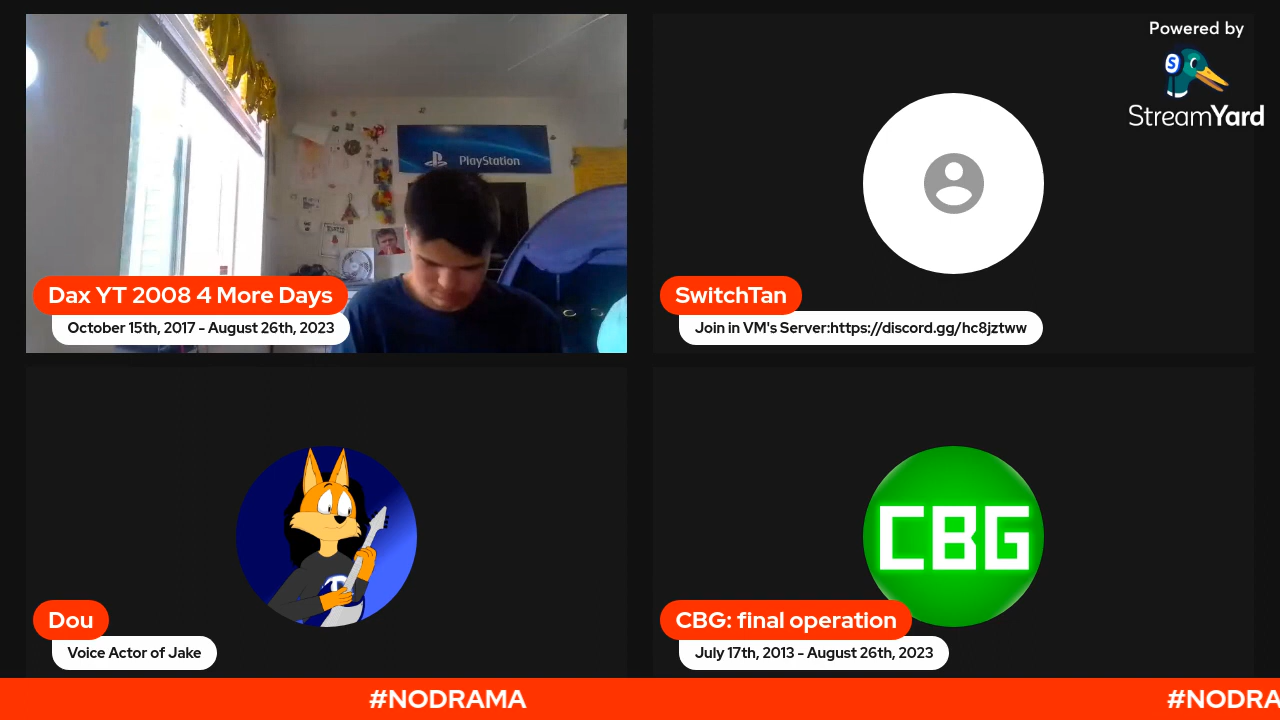 Powered by
StreamYard
PlayStation
Dax YT 2008 4 More Days
October 15th, 2017 - August 26th, 2023
SwitchTan
Join in VM's Server:https://discord.gg/hc8jztww
CBG
Dou
Voice Actor of Jake
CBG: final operation
July 17th, 2013 - August 26th, 2023
#NODRAMA
#NODRA